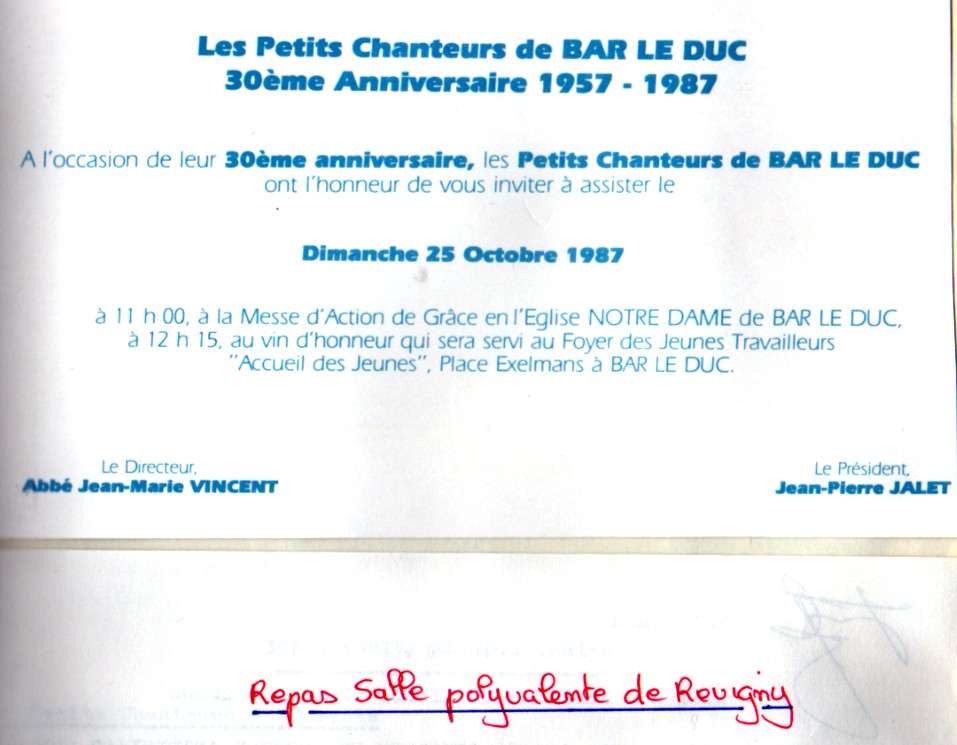 Les Petits Chanteurs de BAR LE DUC
30ème Anniversaire 1957 - 1987
A l'occasion de leur 30ème anniversaire, les Petits Chanteurs de BAR LE DUC
ont l'honneur de vous inviter à assister le
Dimanche 25 Octobre 1987
à 11 h 00, à la Messe d'Action de Grâce en l'Eglise NOTRE DAME de BAR LE DUC,
à 12 h 15, au vin d'honneur qui sera servi au Foyer des Jeunes Travailleurs
"Accueil des Jeunes", Place Exelmans à BAR LE DUC.
Le Directeur,
Abbé Jean-Marie VINCENT
Le Président,
Jean-Pierre JALET
Repas Salle polyvalente de Revigny